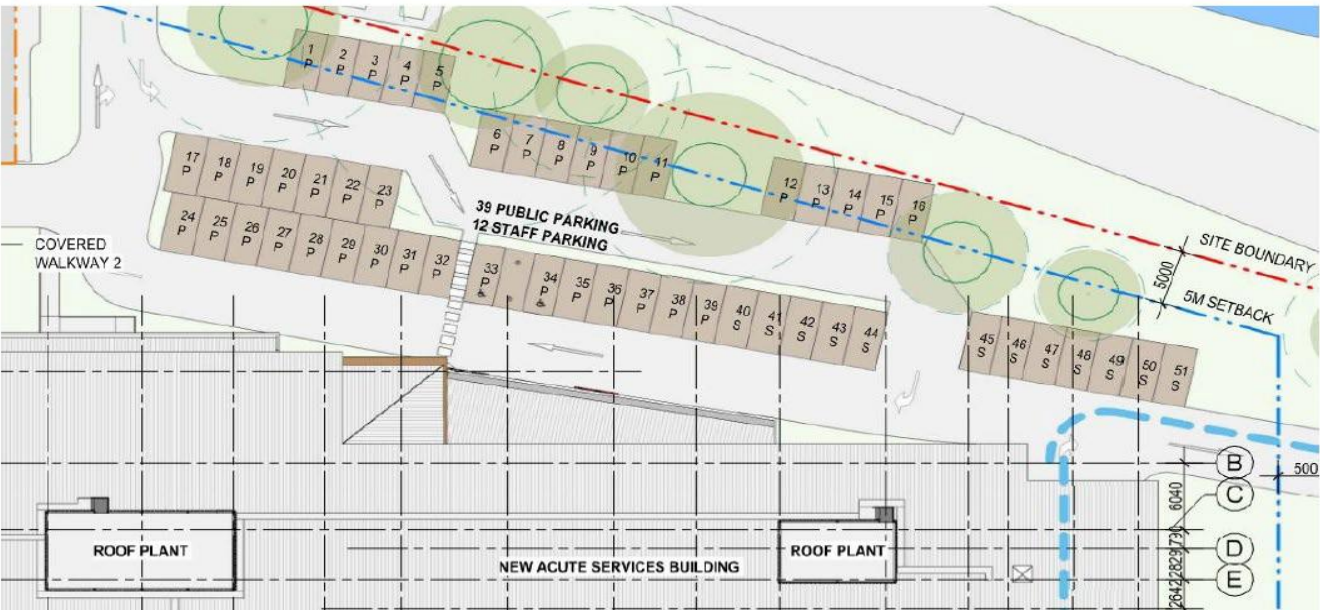 1
P
2
P
3
P
4
P
5
P
6
P
7
P
8
P
9
P
10
P
11
P
12
P
13
P
14
P
15
P
16
P
17
P
18
P
19
P
20
P
21
P
22
P
23
P
24
P
25
P
26
P
27
P
28
P
29
P
30
P
31
P
32
P
39 PUBLIC PARKING
12 STAFF PARKING
33
P
34
P
35
P
36
P
37
P
38
P
39
P
40
S
41
S
42
S
43
S
44
S
45
S
46
S
47
S
48
S
49
S
50
S
51
S
SITE BOUNDARY
5000
5M SETBACK
COVERED
WALKWAY 2
B
500
6040
C
790
D
2829
E
2642
ROOF PLANT
NEW ACUTE SERVICES BUILDING
ROOF PLANT